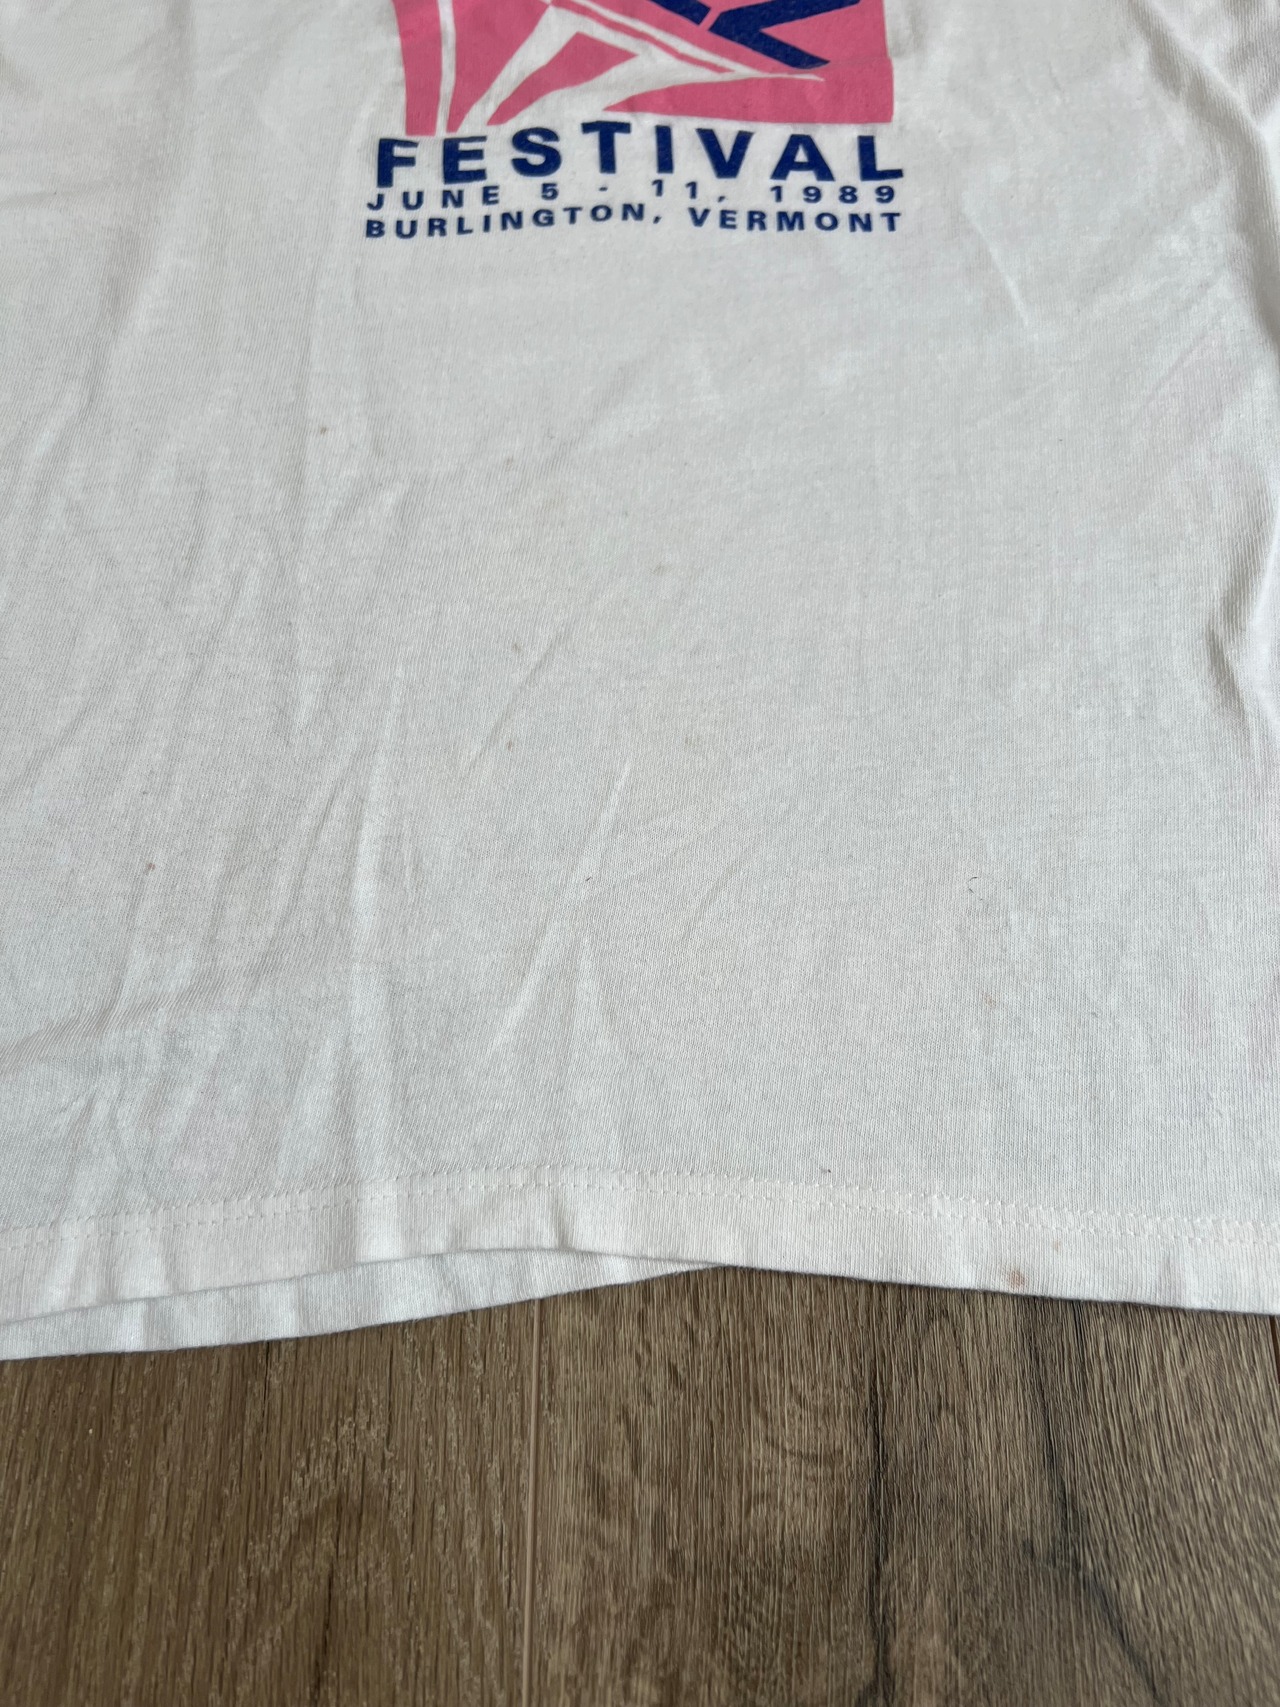 FESTIVAL
JUNE 5 - 11, 1989
BURLINGTON, VERMONT